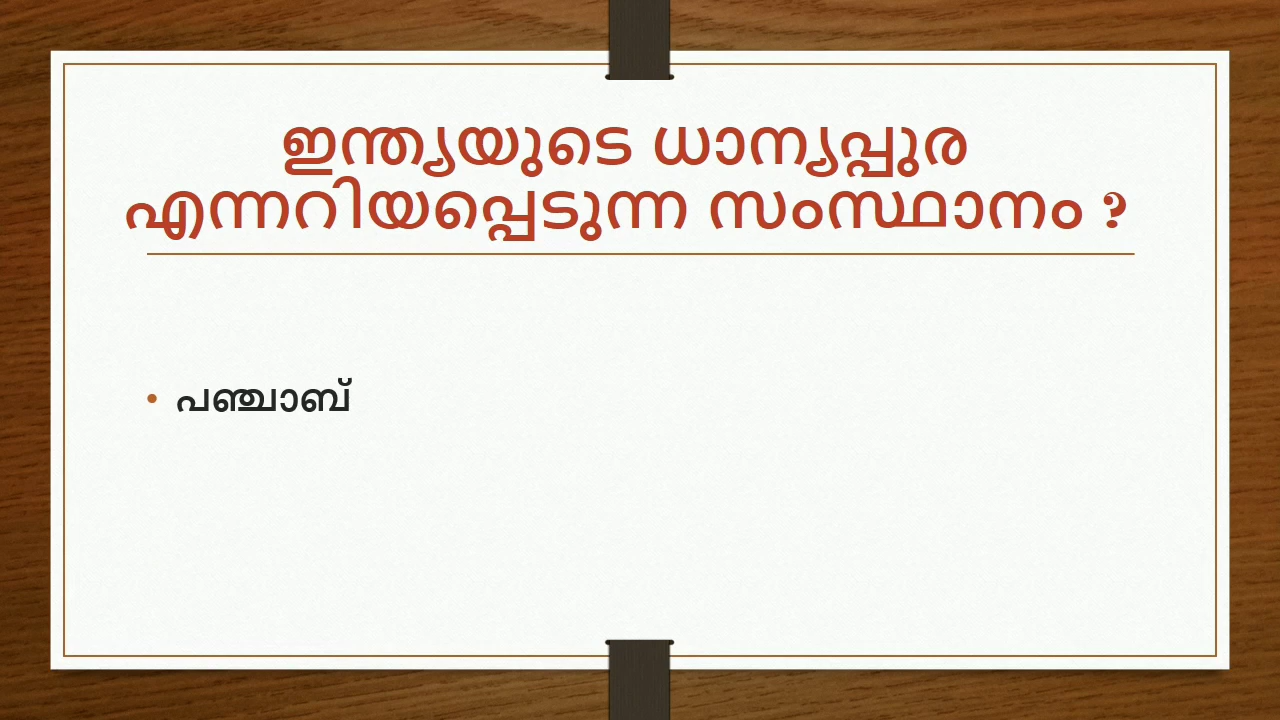 ഇന്ത്യയുടെ ധാന്യപ്പുര
എന്നറിയപ്പെടുന്ന സംസ്ഥാനം ?
• പഞ്ചാബ്